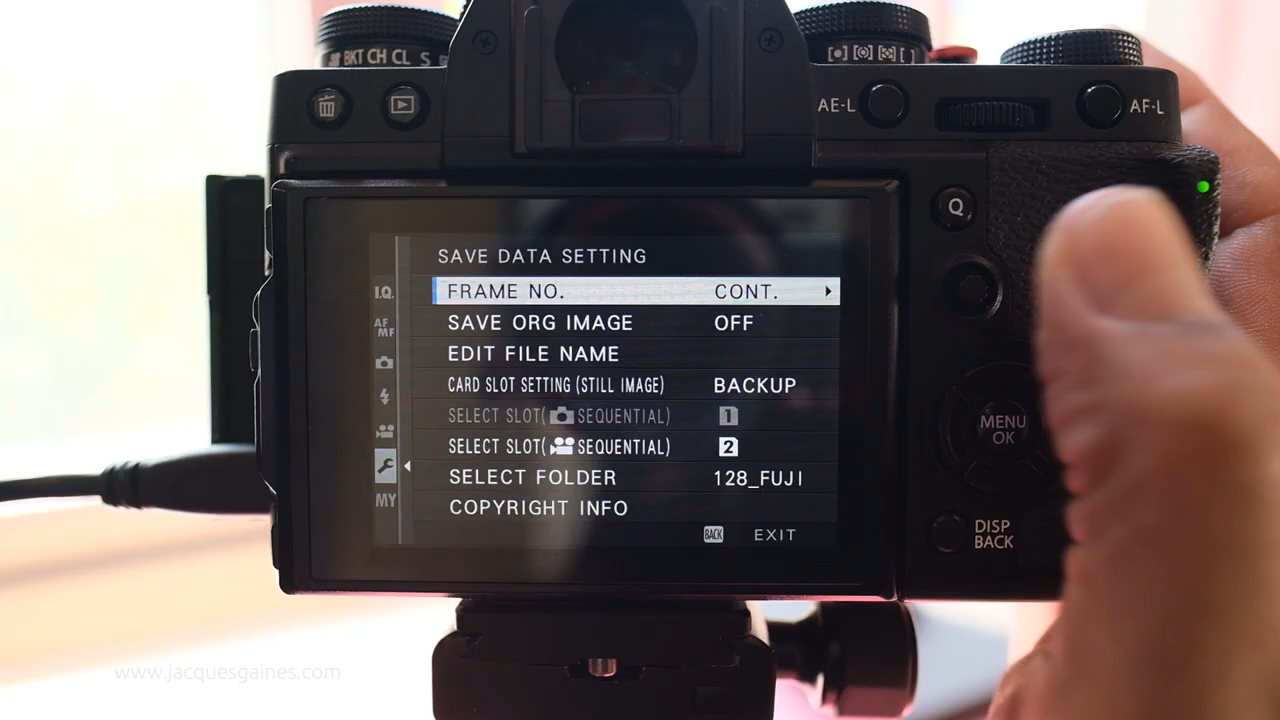 BKT CH CL S
AE-L
AF-L
Q
SAVE DATA SETTING
I.Q.
FRAME NO. CONT.
AF
MF
SAVE ORG IMAGE OFF
EDIT FILE NAME
CARD SLOT SETTING (STILL IMAGE) BACKUP
SELECT SLOT( SEQUENTIAL) 1
SELECT SLOT( SEQUENTIAL) 2
SELECT FOLDER 128_FUJI
MY
COPYRIGHT INFO
BACK EXIT
MENU
OK
DISP
BACK
www.jacquesgaines.com